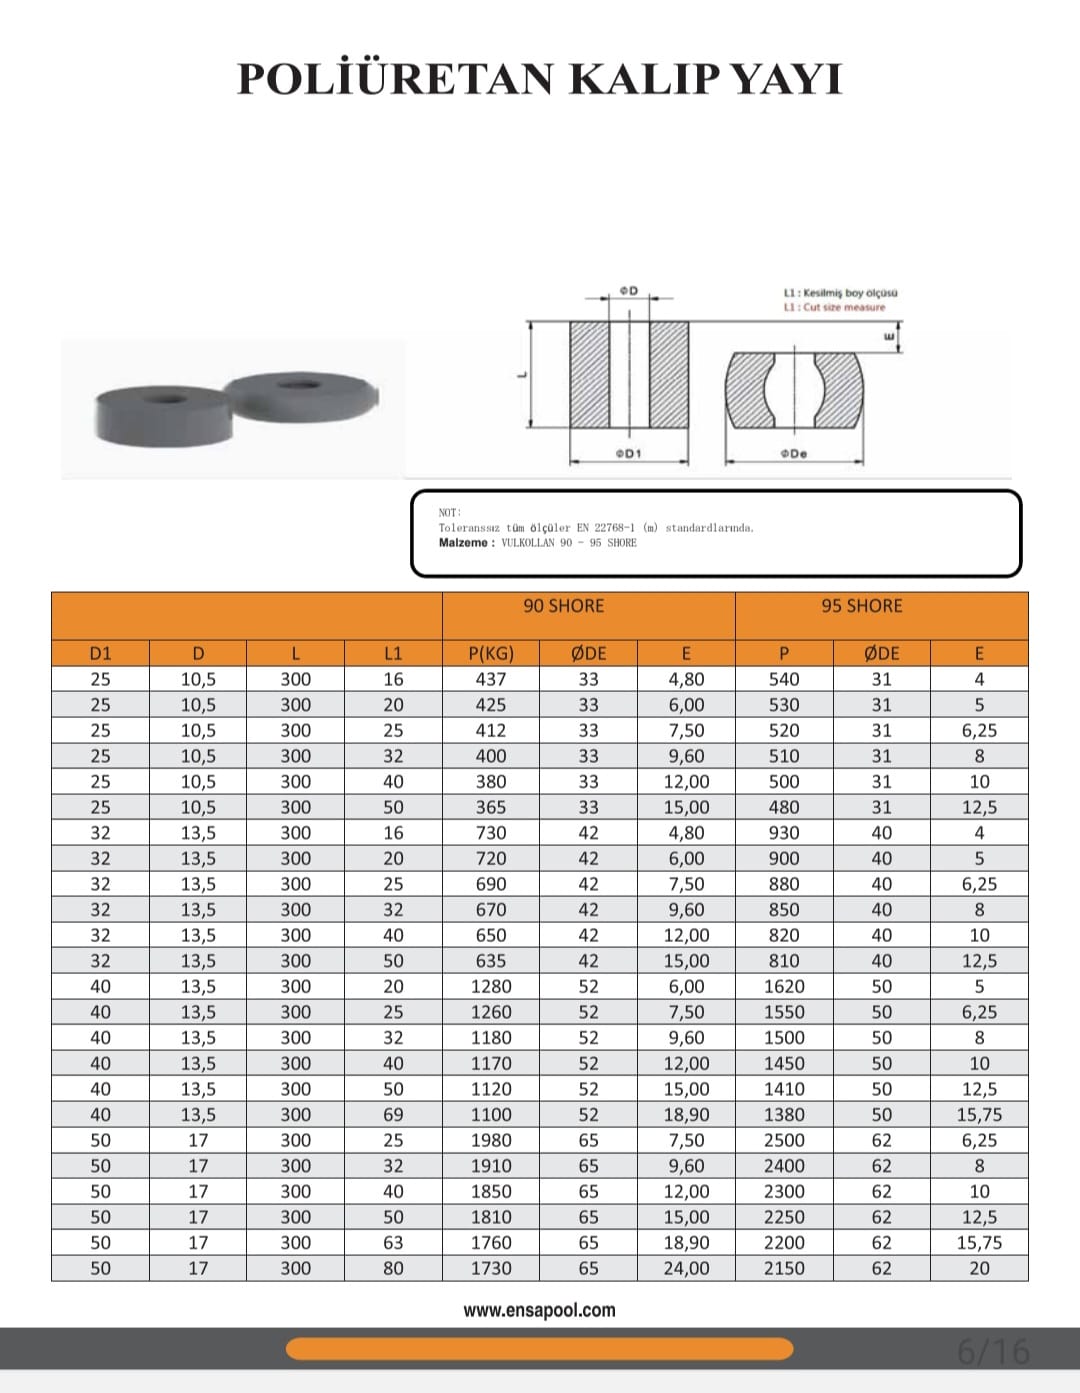 POLİÜRETAN KALIP YAYI
ΦD
L1 : Kesilmiş boy ölçüsü
L1 : Cut size measure
E
L
ΦD1
ΦDe
NOT:
Toleranssız tüm ölçüler EN 22768-1 (m) standardlarında.
Malzeme : VULKOLLAN 90 - 95 SHORE
90 SHORE 95 SHORE
D1 D L L1 P(KG) ØDE E P ØDE E
25 10,5 300 16 437 33 4,80 540 31 4
25 10,5 300 20 425 33 6,00 530 31 5
25 10,5 300 25 412 33 7,50 520 31 6,25
25 10,5 300 32 400 33 9,60 510 31 8
25 10,5 300 40 380 33 12,00 500 31 10
25 10,5 300 50 365 33 15,00 480 31 12,5
32 13,5 300 16 730 42 4,80 930 40 4
32 13,5 300 20 720 42 6,00 900 40 5
32 13,5 300 25 690 42 7,50 880 40 6,25
32 13,5 300 32 670 42 9,60 850 40 8
32 13,5 300 40 650 42 12,00 820 40 10
32 13,5 300 50 635 42 15,00 810 40 12,5
40 13,5 300 20 1280 52 6,00 1620 50 5
40 13,5 300 25 1260 52 7,50 1550 50 6,25
40 13,5 300 32 1180 52 9,60 1500 50 8
40 13,5 300 40 1170 52 12,00 1450 50 10
40 13,5 300 50 1120 52 15,00 1410 50 12,5
40 13,5 300 69 1100 52 18,90 1380 50 15,75
50 17 300 25 1980 65 7,50 2500 62 6,25
50 17 300 32 1910 65 9,60 2400 62 8
50 17 300 40 1850 65 12,00 2300 62 10
50 17 300 50 1810 65 15,00 2250 62 12,5
50 17 300 63 1760 65 18,90 2200 62 15,75
50 17 300 80 1730 65 24,00 2150 62 20
www.ensapool.com
6/16